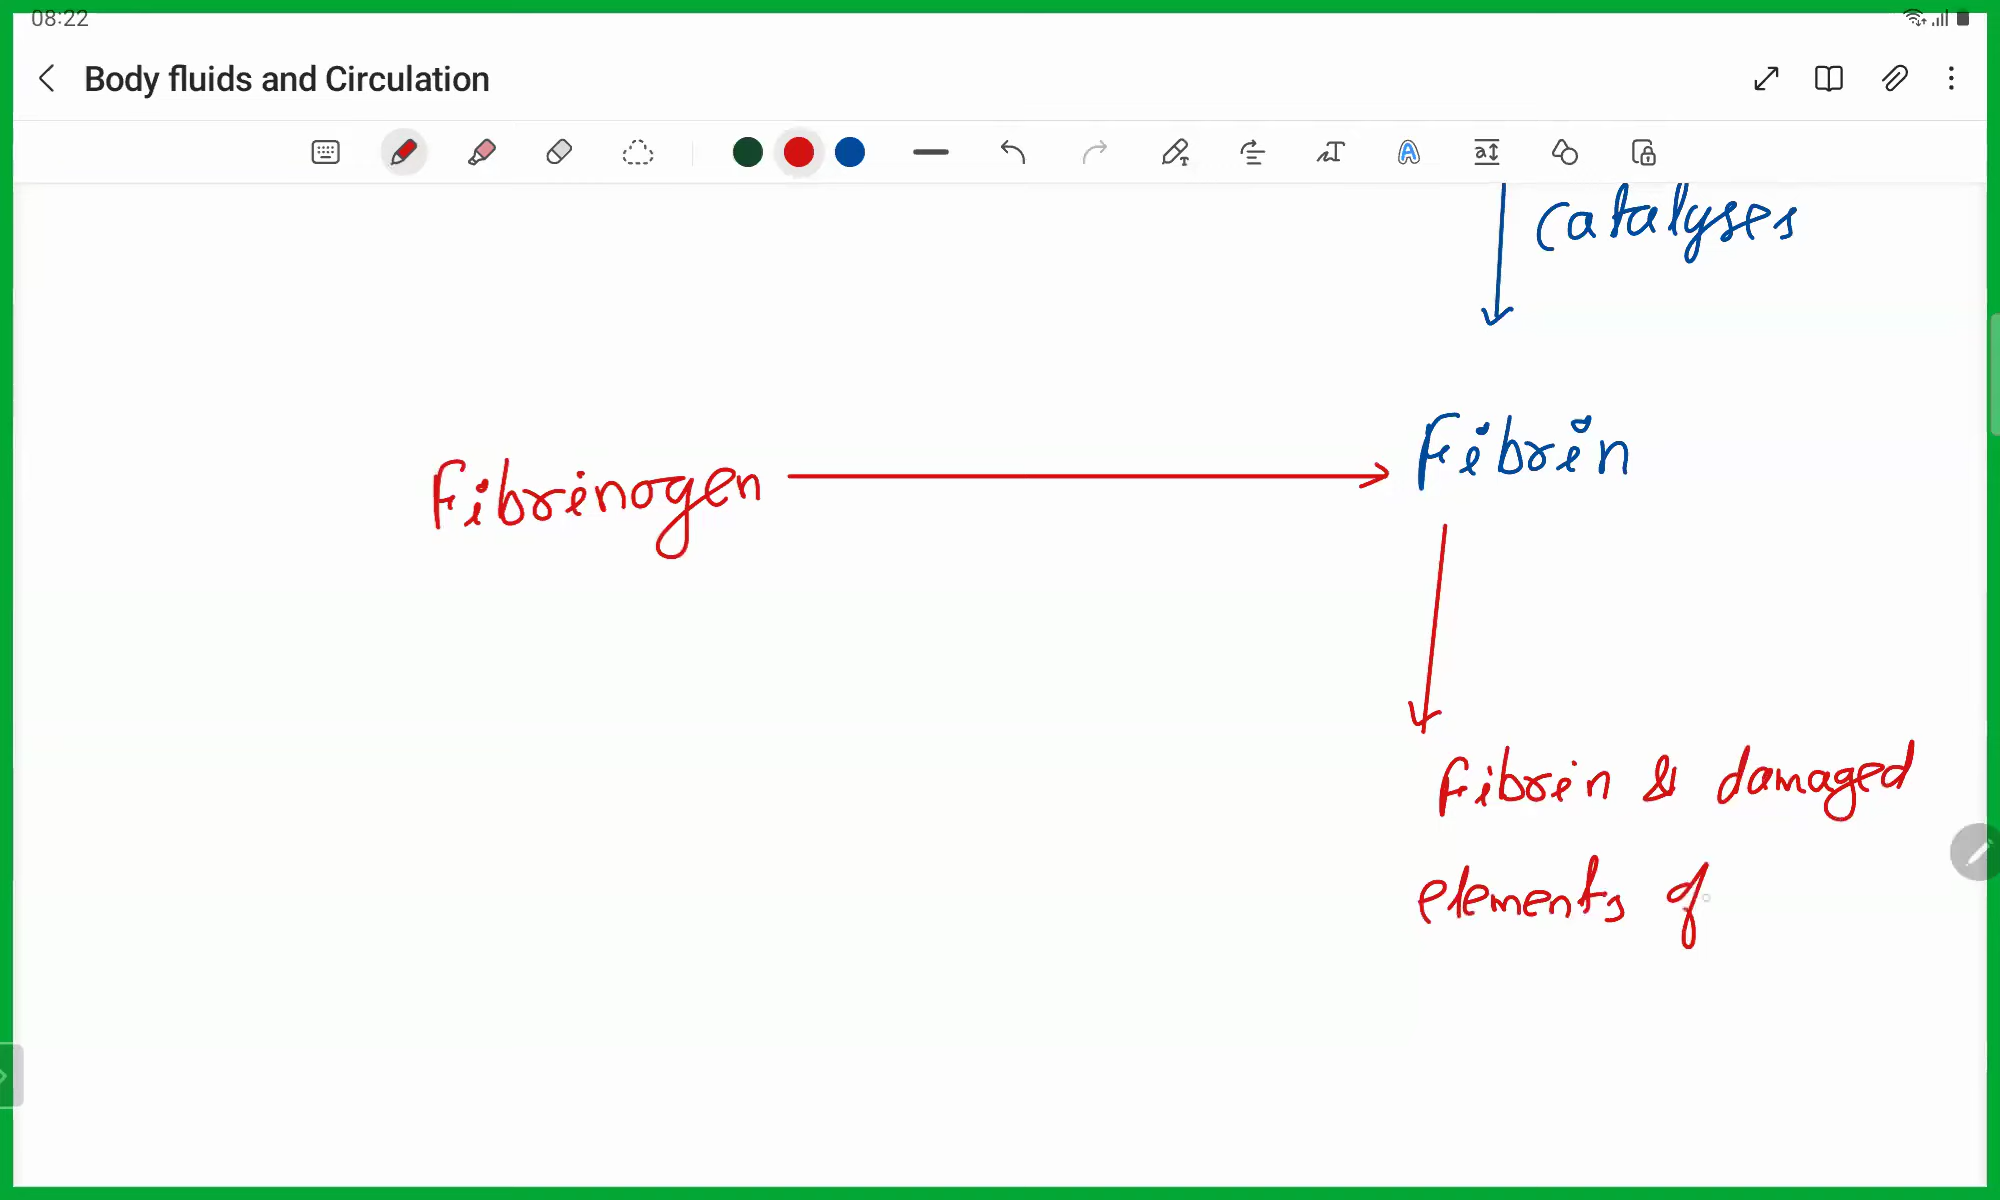 08:22
Body fluids and Circulation
catalyses
Fibrinogen
Fibrin
Fibrin & damaged
elements of